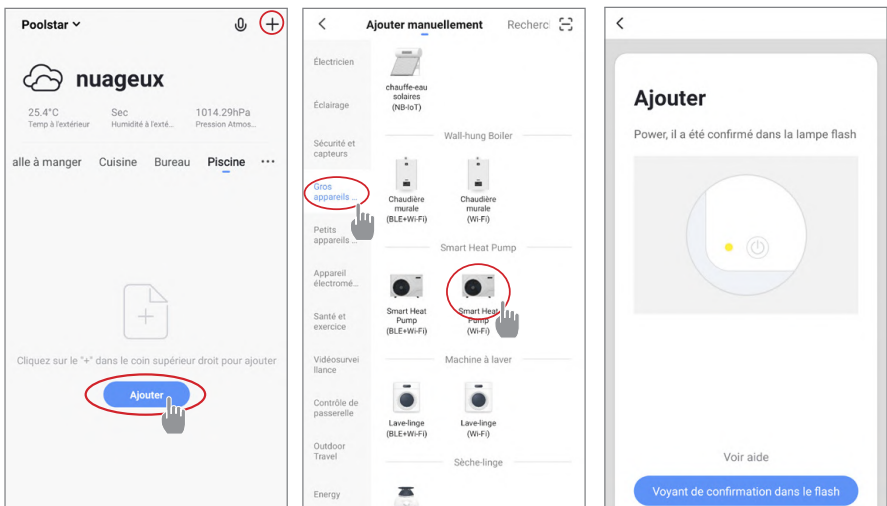 Poolstar
nuageux
25.4°C
Sec
1014.29hPa
Temp à l'extérieur
Humidité à l'exté...
Pression Atmos...
alle à manger
Cuisine
Bureau
Piscine
Cliquez sur le "+" dans le coin supérieur droit pour ajouter
Ajouter
Ajouter manuellement
Recherc
Électricien
Éclairage
Sécurité et
capteurs
Gros
appareils ...
Petits
appareils ...
Appareil
électromé...
Santé et
exercice
Vidéosurvei
llance
Contrôle de
passerelle
Outdoor
Travel
Energy
chauffe-eau
solaires
(NB-IoT)
Wall-hung Boiler
Chaudière
murale
(BLE+Wi-Fi)
Chaudière
murale
(Wi-Fi)
Smart Heat Pump
Smart Heat
Pump
(BLE+Wi-Fi)
Smart Heat
Pump
(Wi-Fi)
Machine à laver
Lave-linge
(BLE+Wi-Fi)
Lave-linge
(Wi-Fi)
Sèche-linge
Ajouter
Power, il a été confirmé dans la lampe flash
Voir aide
Voyant de confirmation dans le flash